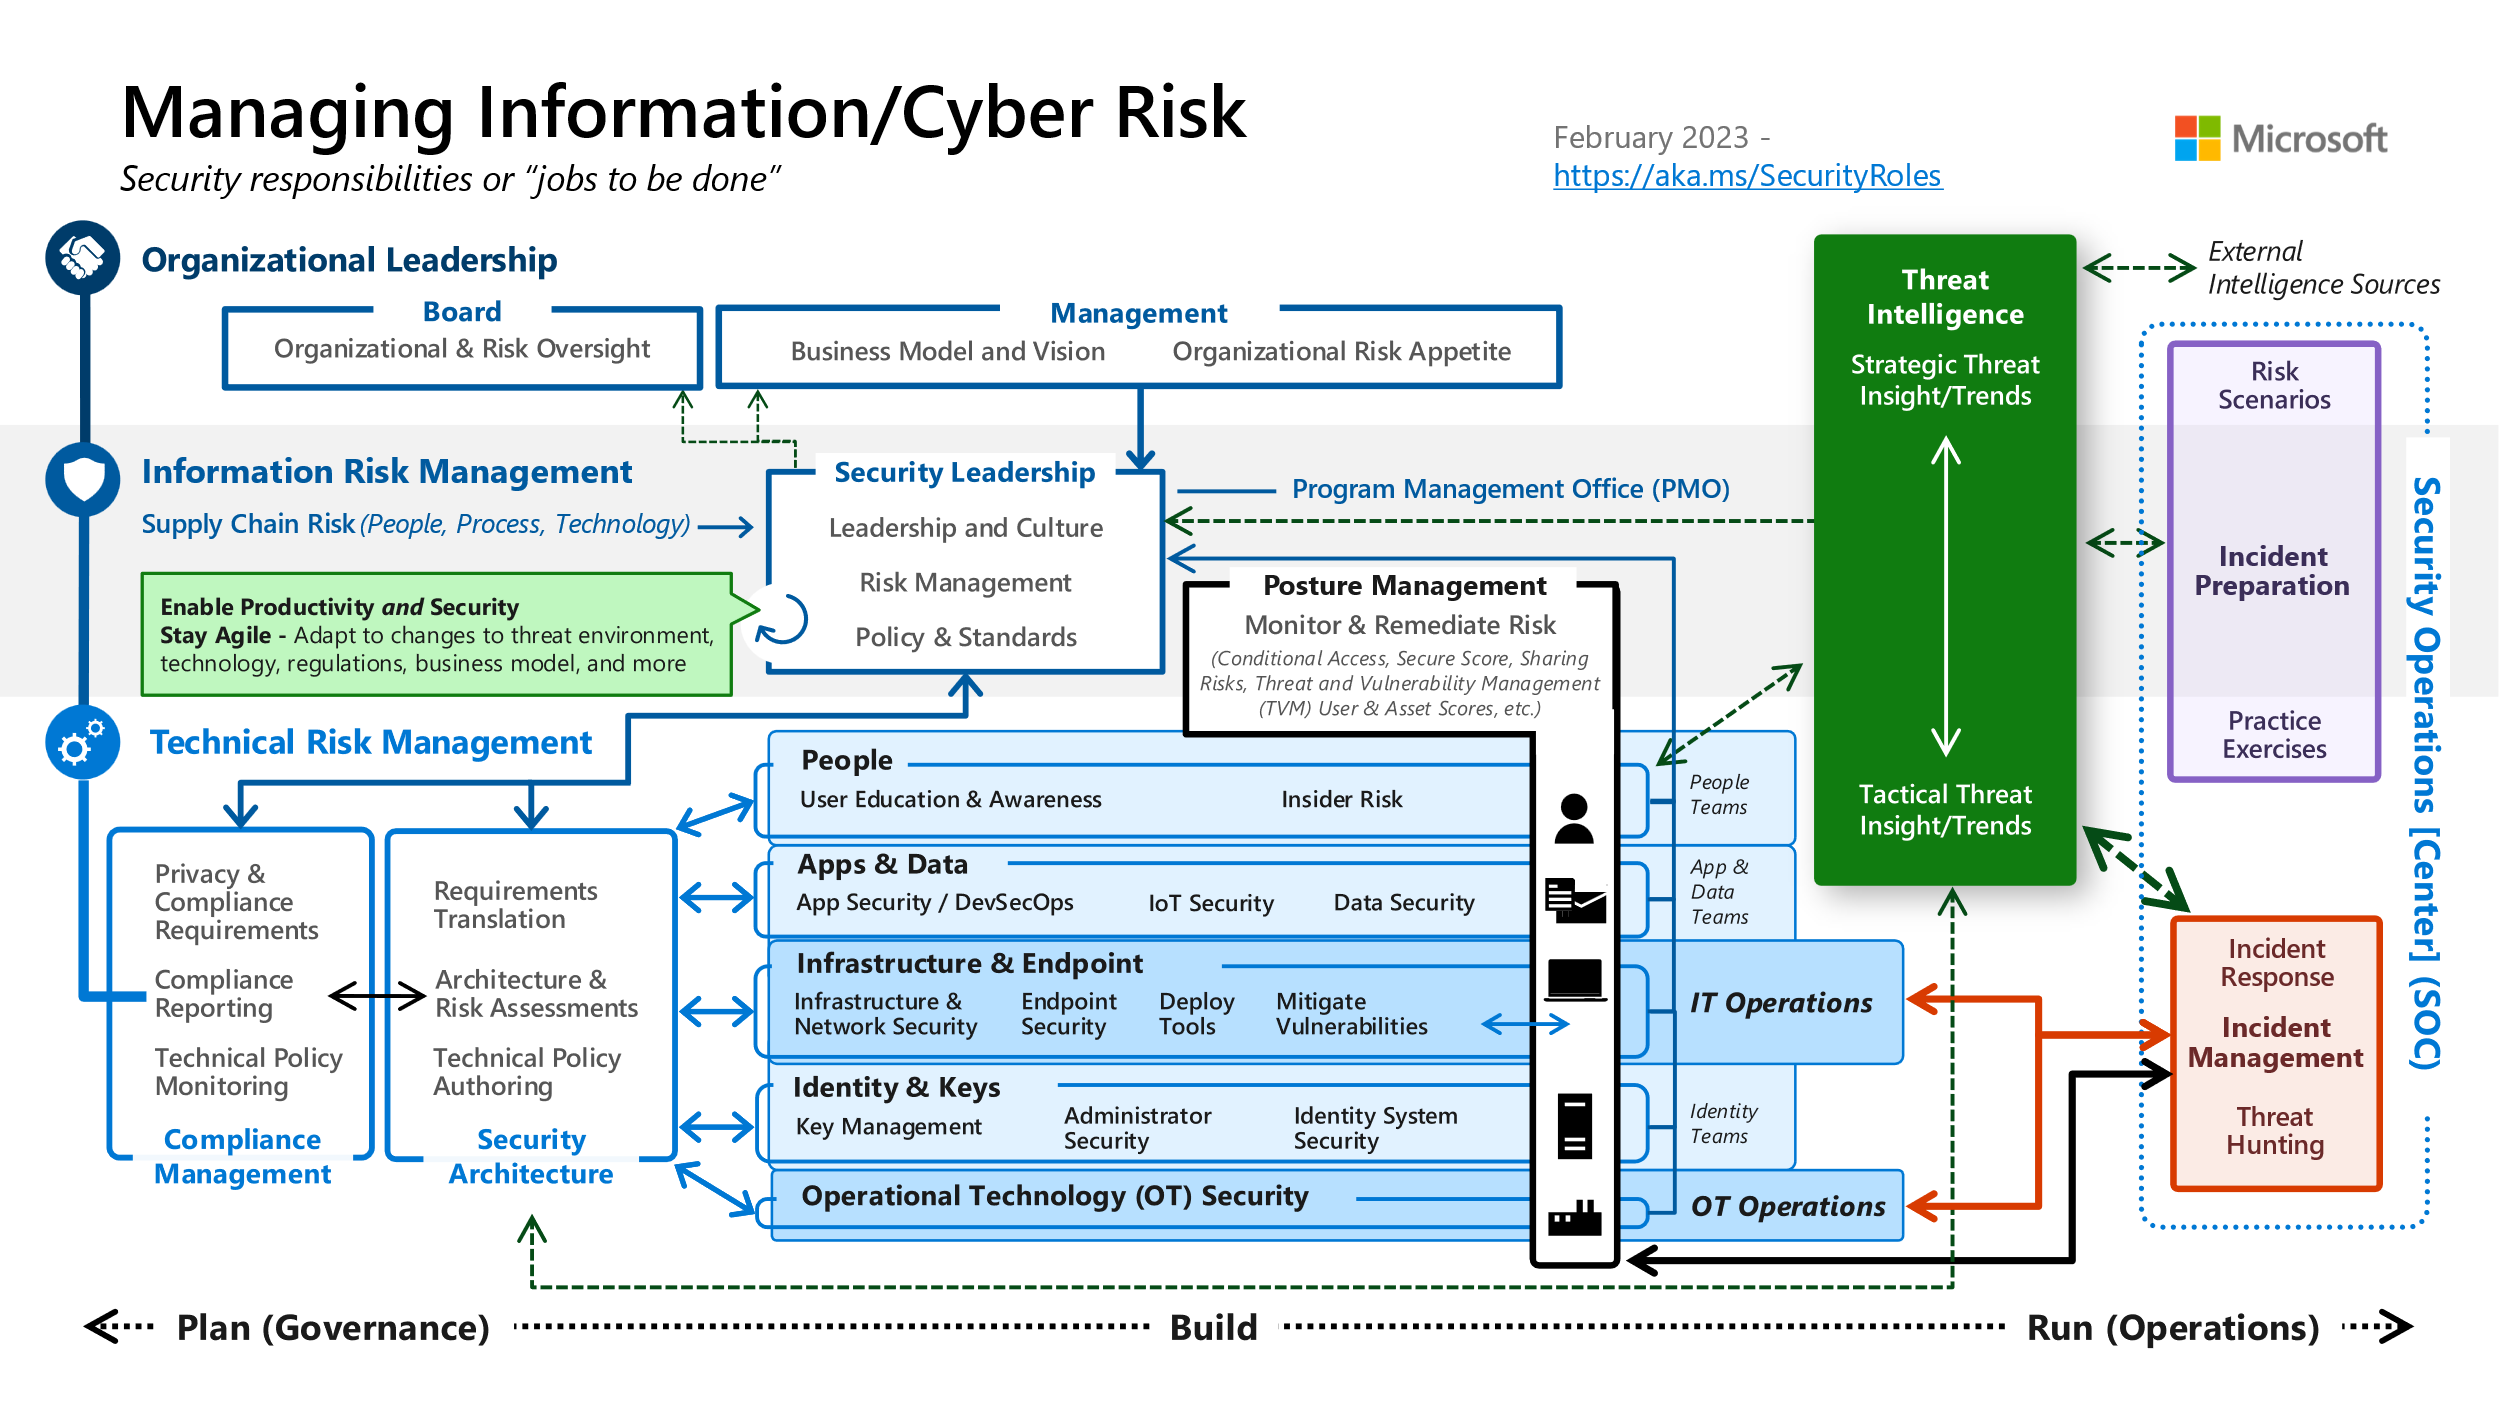 Managing Information/Cyber Risk
Security responsibilities or “jobs to be done”
February 2023 -
https://aka.ms/SecurityRoles
Microsoft
Organizational Leadership
Board
Organizational & Risk Oversight
Management
Business Model and Vision
Organizational Risk Appetite
Information Risk Management
Supply Chain Risk (People, Process, Technology)
Enable Productivity and Security
Stay Agile - Adapt to changes to threat environment,
technology, regulations, business model, and more
Security Leadership
Leadership and Culture
Risk Management
Policy & Standards
Program Management Office (PMO)
Posture Management
Monitor & Remediate Risk
(Conditional Access, Secure Score, Sharing
Risks, Threat and Vulnerability Management
(TVM) User & Asset Scores, etc.)
Threat
Intelligence
Strategic Threat
Insight/Trends
Tactical Threat
Insight/Trends
External
Intelligence Sources
Risk
Scenarios
Incident
Preparation
Practice
Exercises
Security Operations [Center] (SOC)
Technical Risk Management
Privacy &
Compliance
Requirements
Compliance
Reporting
Technical Policy
Monitoring
Compliance
Management
Requirements
Translation
Architecture &
Risk Assessments
Technical Policy
Authoring
Security
Architecture
People
User Education & Awareness
Insider Risk
People
Teams
Apps & Data
App Security / DevSecOps
IoT Security
Data Security
App &
Data
Teams
Infrastructure & Endpoint
Infrastructure &
Network Security
Endpoint
Security
Deploy
Tools
Mitigate
Vulnerabilities
IT Operations
Identity & Keys
Key Management
Administrator
Security
Identity System
Security
Identity
Teams
Operational Technology (OT) Security
OT Operations
Incident
Response
Incident
Management
Threat
Hunting
Plan (Governance)
Build
Run (Operations)